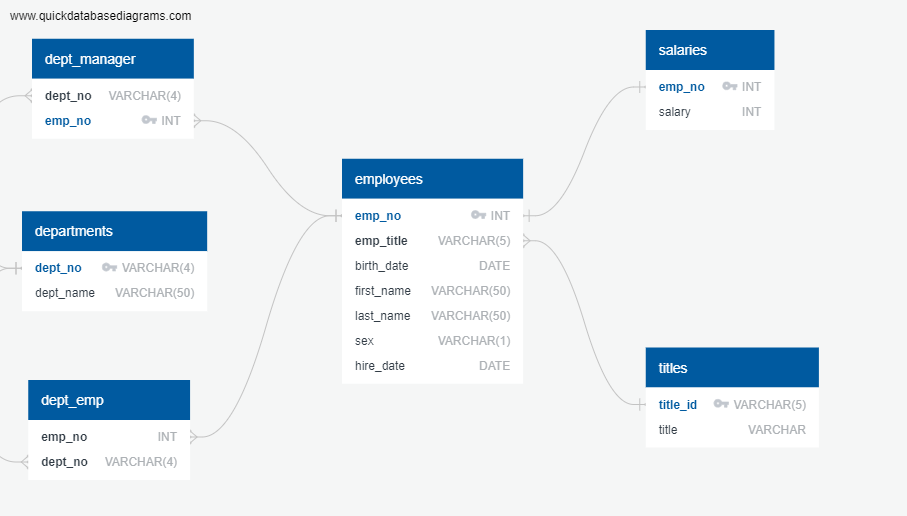 www.quickdatabasediagrams.com
dept_manager
dept_no VARCHAR(4)
emp_no INT
departments
dept_no VARCHAR(4)
dept_name VARCHAR(50)
dept_emp
emp_no INT
dept_no VARCHAR(4)
employees
emp_no INT
emp_title VARCHAR(5)
birth_date DATE
first_name VARCHAR(50)
last_name VARCHAR(50)
sex VARCHAR(1)
hire_date DATE
salaries
emp_no INT
salary INT
titles
title_id VARCHAR(5)
title VARCHAR